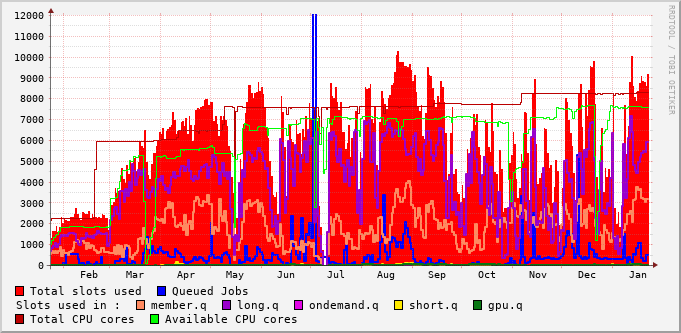 12000
11000
10000
9000
8000
7000
6000
5000
4000
3000
2000
1000
0
Feb Mar Apr May Jun Jul Aug Sep Oct Nov Dec Jan
RRDTOOL / TOBI OETIKER
Total slots used Queued Jobs
Slots used in : member.q long.q ondemand.q short.q gpu.q
Total CPU cores Available CPU cores